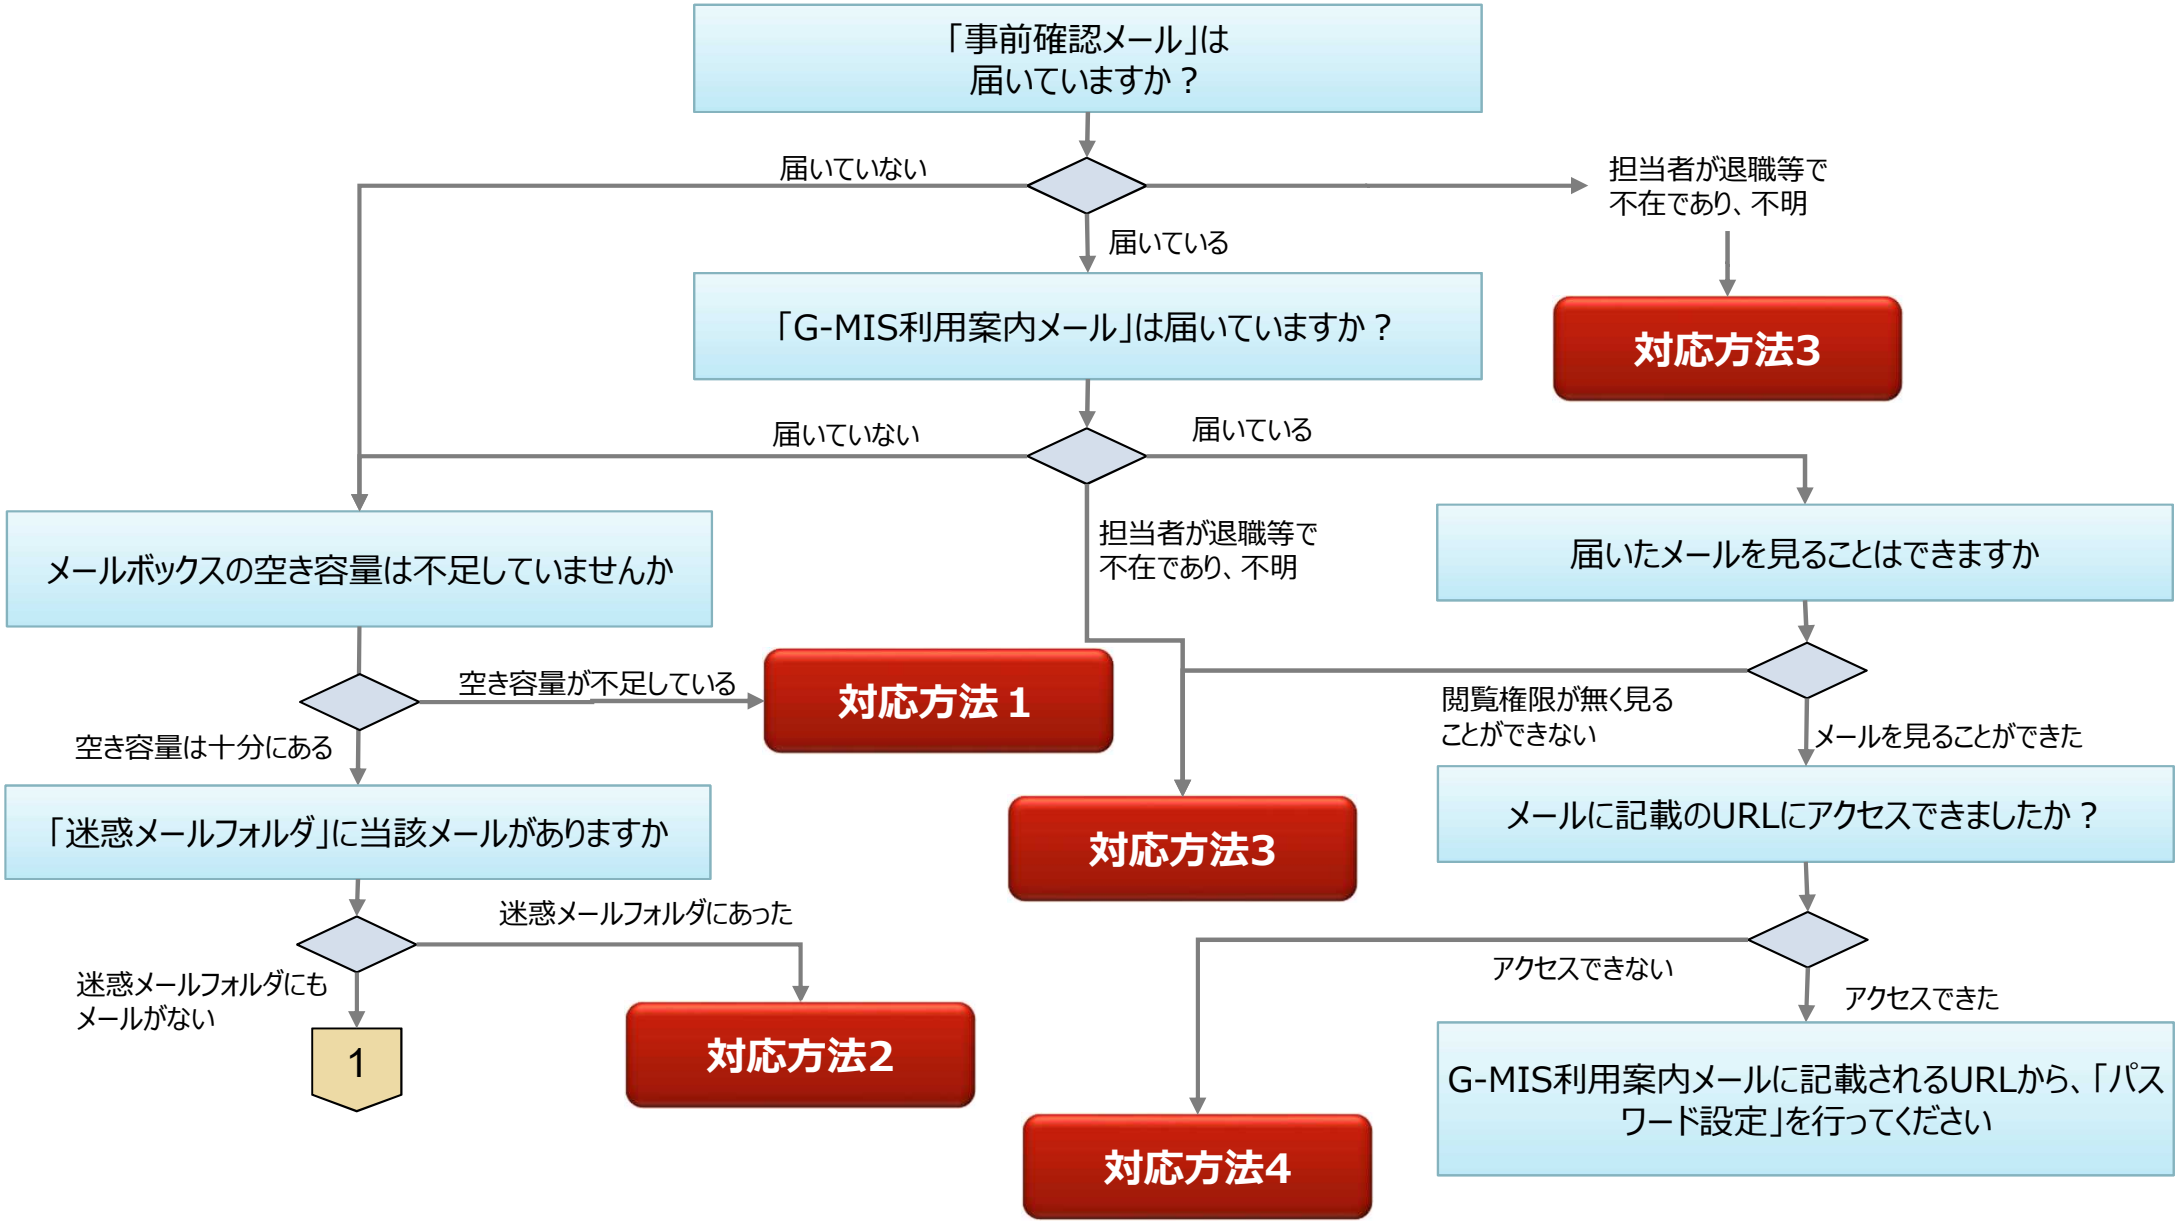 「事前確認メール」は
届いていますか？
届いていない
担当者が退職等で
不在であり、不明
届いている
「G-MIS利用案内メール」は届いていますか？
対応方法3
届いていない
届いている
担当者が退職等で
不在であり、不明
メールボックスの空き容量は不足していませんか
届いたメールを見ることはできますか
空き容量が不足している
対応方法１
空き容量は十分にある
閲覧権限が無く見る
ことができない
メールを見ることができた
「迷惑メールフォルダ」に当該メールがありますか
対応方法3
メールに記載のURLにアクセスできましたか？
迷惑メールフォルダにあった
迷惑メールフォルダにも
メールがない
アクセスできない
アクセスできた
1
対応方法2
G-MIS利用案内メールに記載されるURLから、「パス
ワード設定」を行ってください
対応方法4